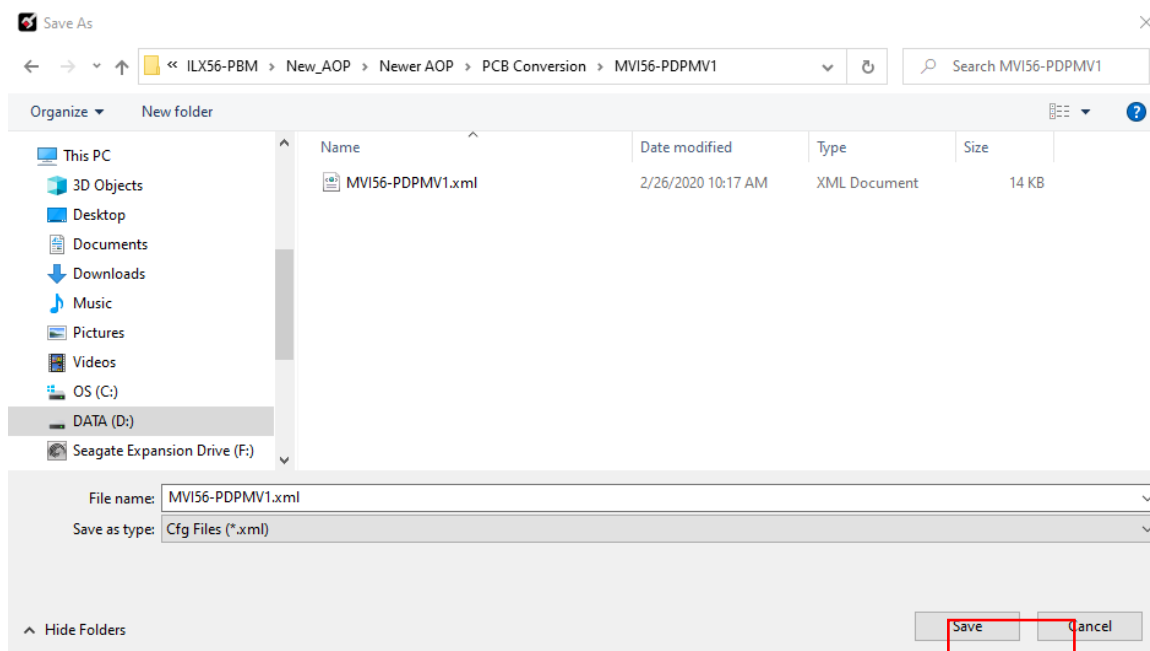 Save As
« ILX56-PBM > New_AOP > Newer AOP > PCB Conversion > MVI56-PDPMV1
Search MVI56-PDPMV1
Organize
New folder
?
Name Date modified Type Size
This PC
3D Objects
Desktop
Documents
Downloads
Music
Pictures
Videos
OS (C:)
DATA (D:)
Seagate Expansion Drive (F:)
MVI56-PDPMV1.xml 2/26/2020 10:17 AM XML Document 14 KB
File name: MVI56-PDPMV1.xml
Save as type: Cfg Files (*.xml)
Hide Folders
Save
Cancel